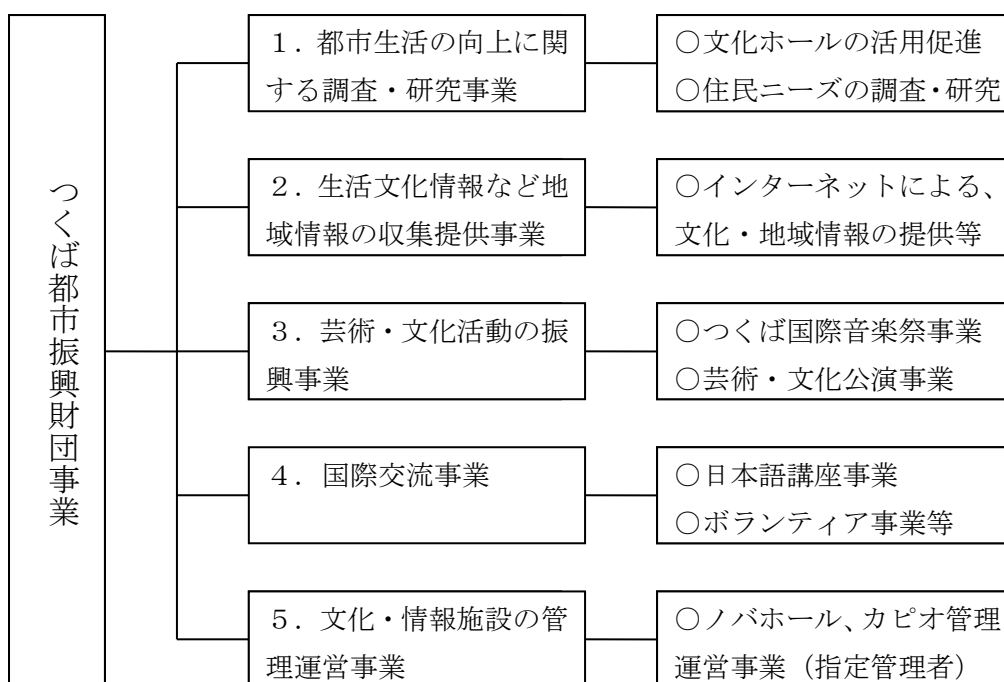 つくば都市振興財団事業
１．都市生活の向上に関
する調査・研究事業
○文化ホールの活用促進
○住民ニーズの調査・研究
２．生活文化情報など地
域情報の収集提供事業
○インターネットによる、
文化・地域情報の提供等
３．芸術・文化活動の振
興事業
○つくば国際音楽祭事業
○芸術・文化公演事業
４．国際交流事業
○日本語講座事業
○ボランティア事業等
５．文化・情報施設の管
理運営事業
○ノバホール、カピオ管理
運営事業（指定管理者）